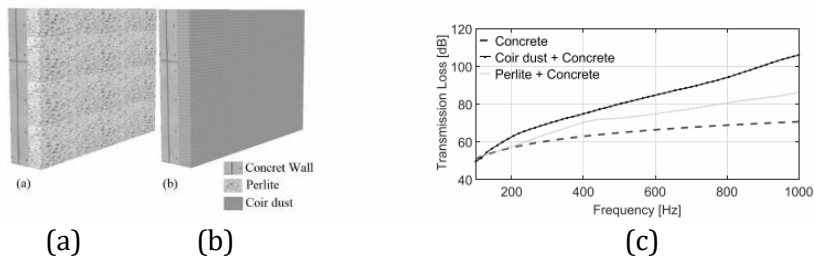 (a)
(b)
Concret Wall
Perlite
Coir dust
(a)
(b)
Transmission Loss [dB]
120
100
80
60
40
Concrete
Coir dust + Concrete
Perlite + Concrete
200
400
600
800
1000
Frequency [Hz]
(c)